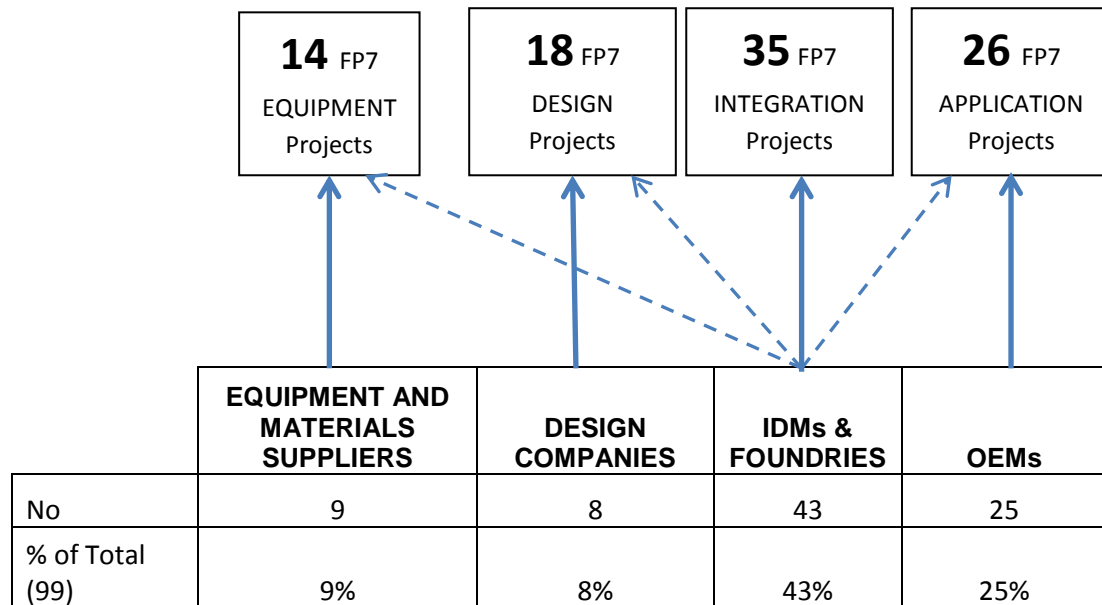 14 FP7
EQUIPMENT
Projects
18 FP7
DESIGN
Projects
35 FP7
INTEGRATION
Projects
26 FP7
APPLICATION
Projects
EQUIPMENT AND
MATERIALS
SUPPLIERS
DESIGN
COMPANIES
IDMs &
FOUNDRIES
OEMs
No 9 8 43 25
% of Total
(99) 9% 8% 43% 25%